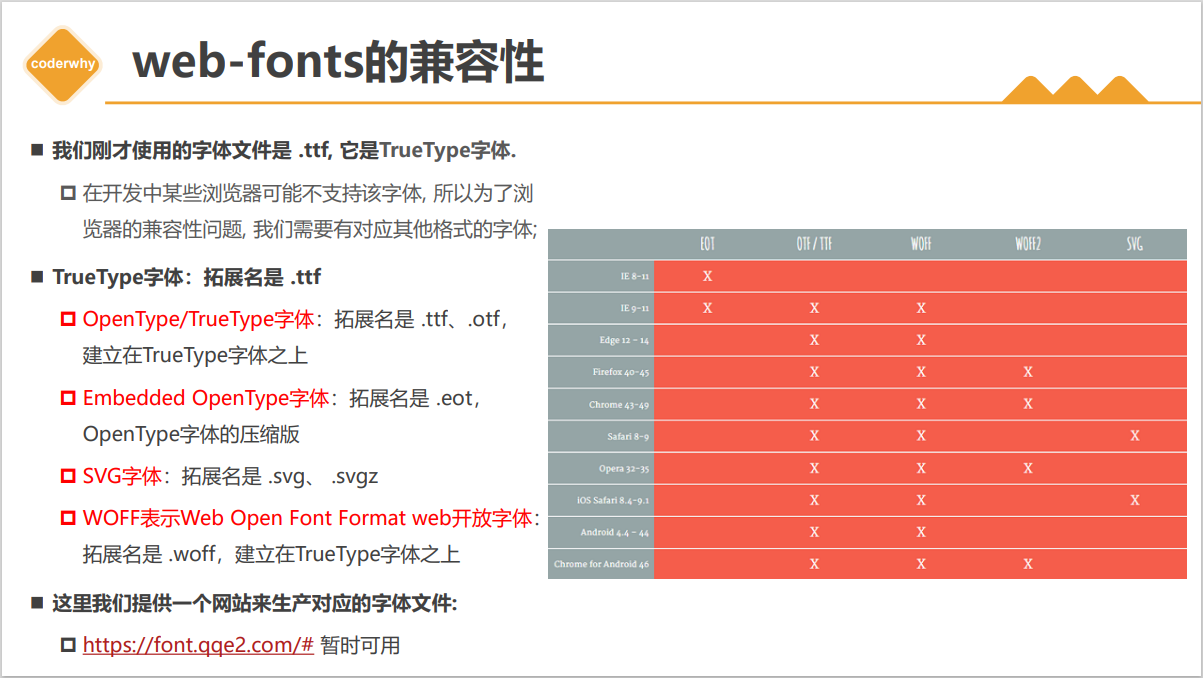 coderwhy
web-fonts的兼容性
■ 我们刚才使用的字体文件是 .ttf, 它是TrueType字体.
在开发中某些浏览器可能不支持该字体, 所以为了浏
览器的兼容性问题, 我们需要有对应其他格式的字体;
■ TrueType字体：拓展名是 .ttf
OpenType/TrueType字体：拓展名是 .ttf、.otf，
建立在TrueType字体之上
Embedded OpenType字体：拓展名是 .eot，
OpenType字体的压缩版
SVG字体：拓展名是 .svg、 .svgz
WOFF表示Web Open Font Format web开放字体：
拓展名是 .woff，建立在TrueType字体之上
■ 这里我们提供一个网站来生产对应的字体文件:
https://font.qqe2.com/# 暂时可用
EOT OTF / TTF WOFF WOFF2 SVG
IE 8-11 X
IE 9-11 X X X
Edge 12 - 14 X X
Firefox 40-45 X X X
Chrome 43-49 X X X
Safari 8-9 X X X
Opera 32-35 X X X
iOS Safari 8.4-9.1 X X X
Android 4.4 - 44 X X
Chrome for Android 46 X X X